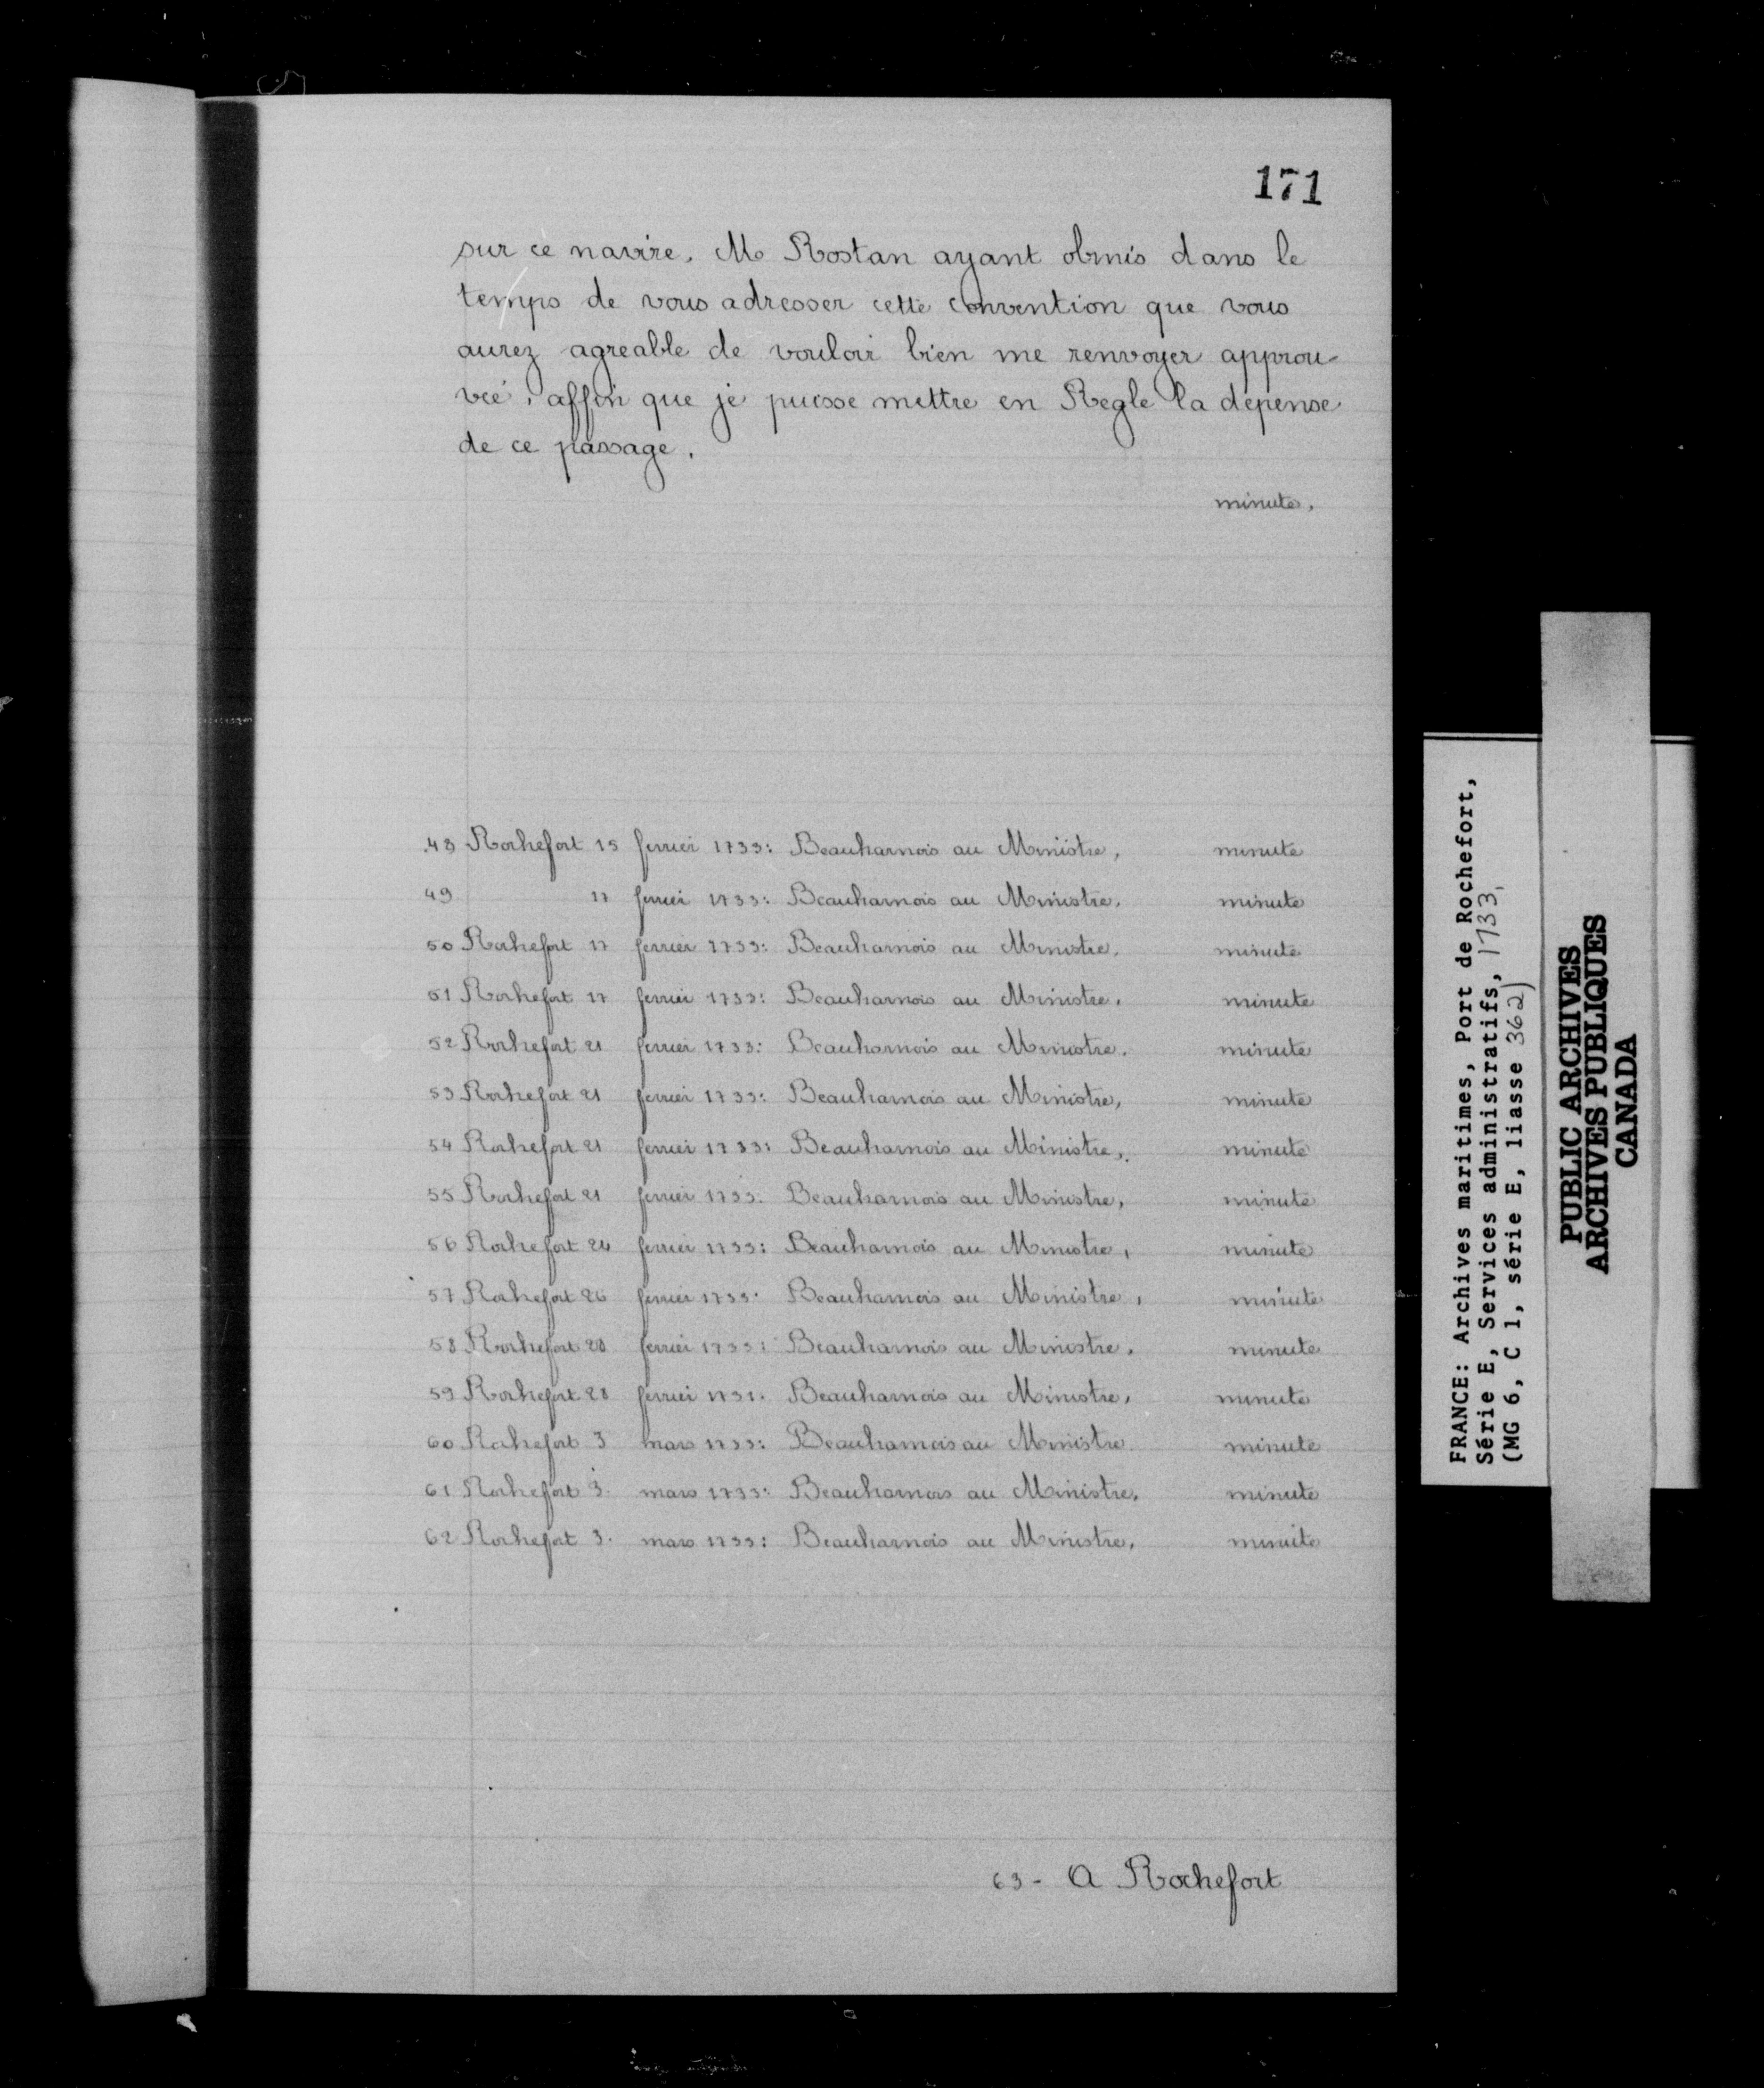 171
sur ce navire. Mr Rostan ayant obmis dans le
temps de vous adresser cette convention que vous
aurez agreable de vouloir bien me renvoyer approu-
vée, affin que je puisse mettre en Regle la depense
de ce passage.
minute.
48 Rochefort 15 fevrier 1733: Beauharnois au Ministre, minute
49 17 fevrier 1733: Beauharnois au Ministre. minute
50 Rochefort 17 fevrier 1733: Beauharnois au Ministre. minute
51 Rochefort 17 fevrier 1733: Beauharnois au Ministre. minute
52 Rochefort 21 fevrier 1733: Beauharnois au Ministre. minute
53 Rochefort 21 fevrier 1733: Beauharnois au Ministre, minute
54 Rochefort 21 fevrier 1733: Beauharnois au Ministre. minute
55 Rochefort 21 fevrier 1733: Beauharnois au Ministre, minute
56 Rochefort 24 fevrier 1733: Beauharnois au Ministre, minute
57 Rochefort 26 fevrier 1733: Beauharnois au Ministre, minute
58 Rochefort 28 fevrier 1733: Beauharnois au Ministre. minute
59 Rochefort 28 fevrier 1731. Beauharnois au Ministre, minute
60 Rochefort 3 mars 1733: Beauharnois au Ministre. minute
61 Rochefort 3. mars 1733: Beauharnois au Ministre, minute
62 Rochefort 3. mars 1733: Beauharnois au Ministre, minute
63 - A Rochefort
FRANCE: Archives maritimes, Port de Rochefort,
Série E, Services administratifs, 1733.
(MG 6, C 1, série E, liasse 362)
PUBLIC ARCHIVES
ARCHIVES PUBLIQUES
CANADA